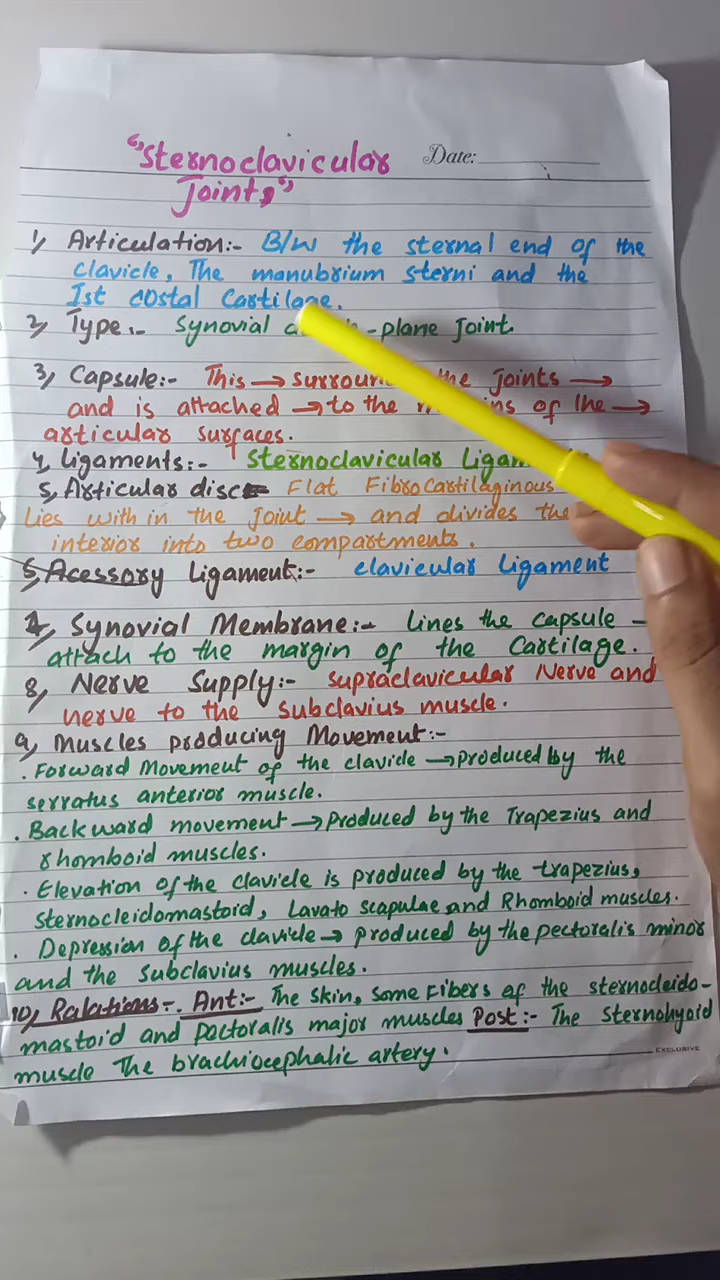 "Sternoclavicular Date:
Joint,"
1, Articulation:- B/W the sternal end of the
clavicle, The manubrium sterni and the
Ist costal Cartilage.
2, Type:- Synovial -plane Joint.
3, Capsule:- This → surround the Joints →
and is attached → to the of the →
articular surfaces.
4, Ligaments:- Sternoclavicular
5, Articular disc Flat Fibrocartilaginous
Lies with in the Joint → and divides the
interior into two compartments.
6, Acessory Ligament:- clavicular Ligament
7, Synovial Membrane:- Lines the capsule -
attach to the margin of the Cartilage.
8, Nerve Supply:- supraclavicular Nerve and
nerve to the subclavius muscle.
9, Muscles producing Movement:-
. Forward Movement of the clavicle → produced by the
serratus anterior muscle.
. Backward movement → produced by the Trapezius and
rhomboid muscles.
. Elevation of the clavicle is produced by the trapezius,
Sternocleidomastoid, Lavato scapulae, and Rhomboid muscles.
. Depression of the clavicle → produced by the pectoralis minor
and the subclavius muscles.
10, Ralations:- Ant:- The skin, some Fibers of the sternocleido-
mastoid and pectoralis major muscles Post:- The sternohyoid
muscle The brachiocephalic artery.
EXCLUSIVE